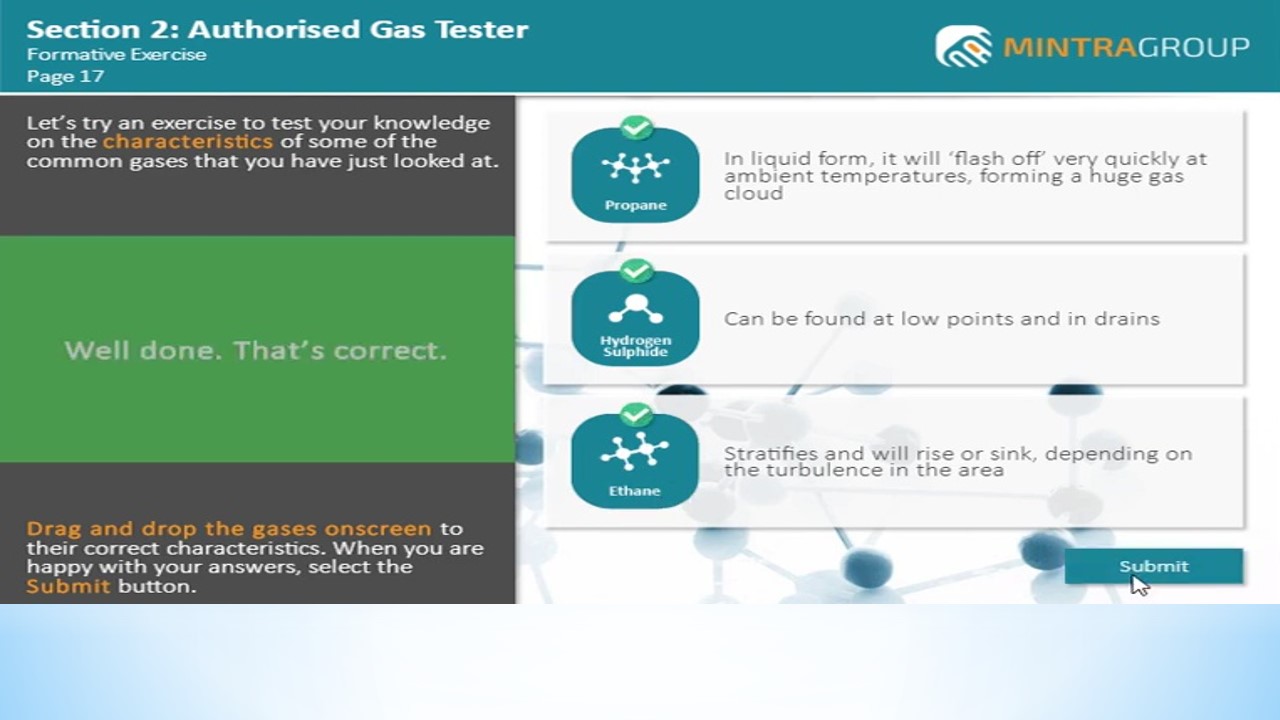 Section 2: Authorised Gas Tester
Formative Exercise
Page 17
MINTRAGROUP
Let's try an exercise to test your knowledge
on the characteristics of some of the
common gases that you have just looked at.
Well done. That's correct.
Drag and drop the gases onscreen to
their correct characteristics. When you are
happy with your answers, select the
Submit button.
Propane
In liquid form, it will ‘flash off’ very quickly at
ambient temperatures, forming a huge gas
cloud
Hydrogen
Sulphide
Can be found at low points and in drains
Ethane
Stratifies and will rise or sink, depending on
the turbulence in the area
Submit